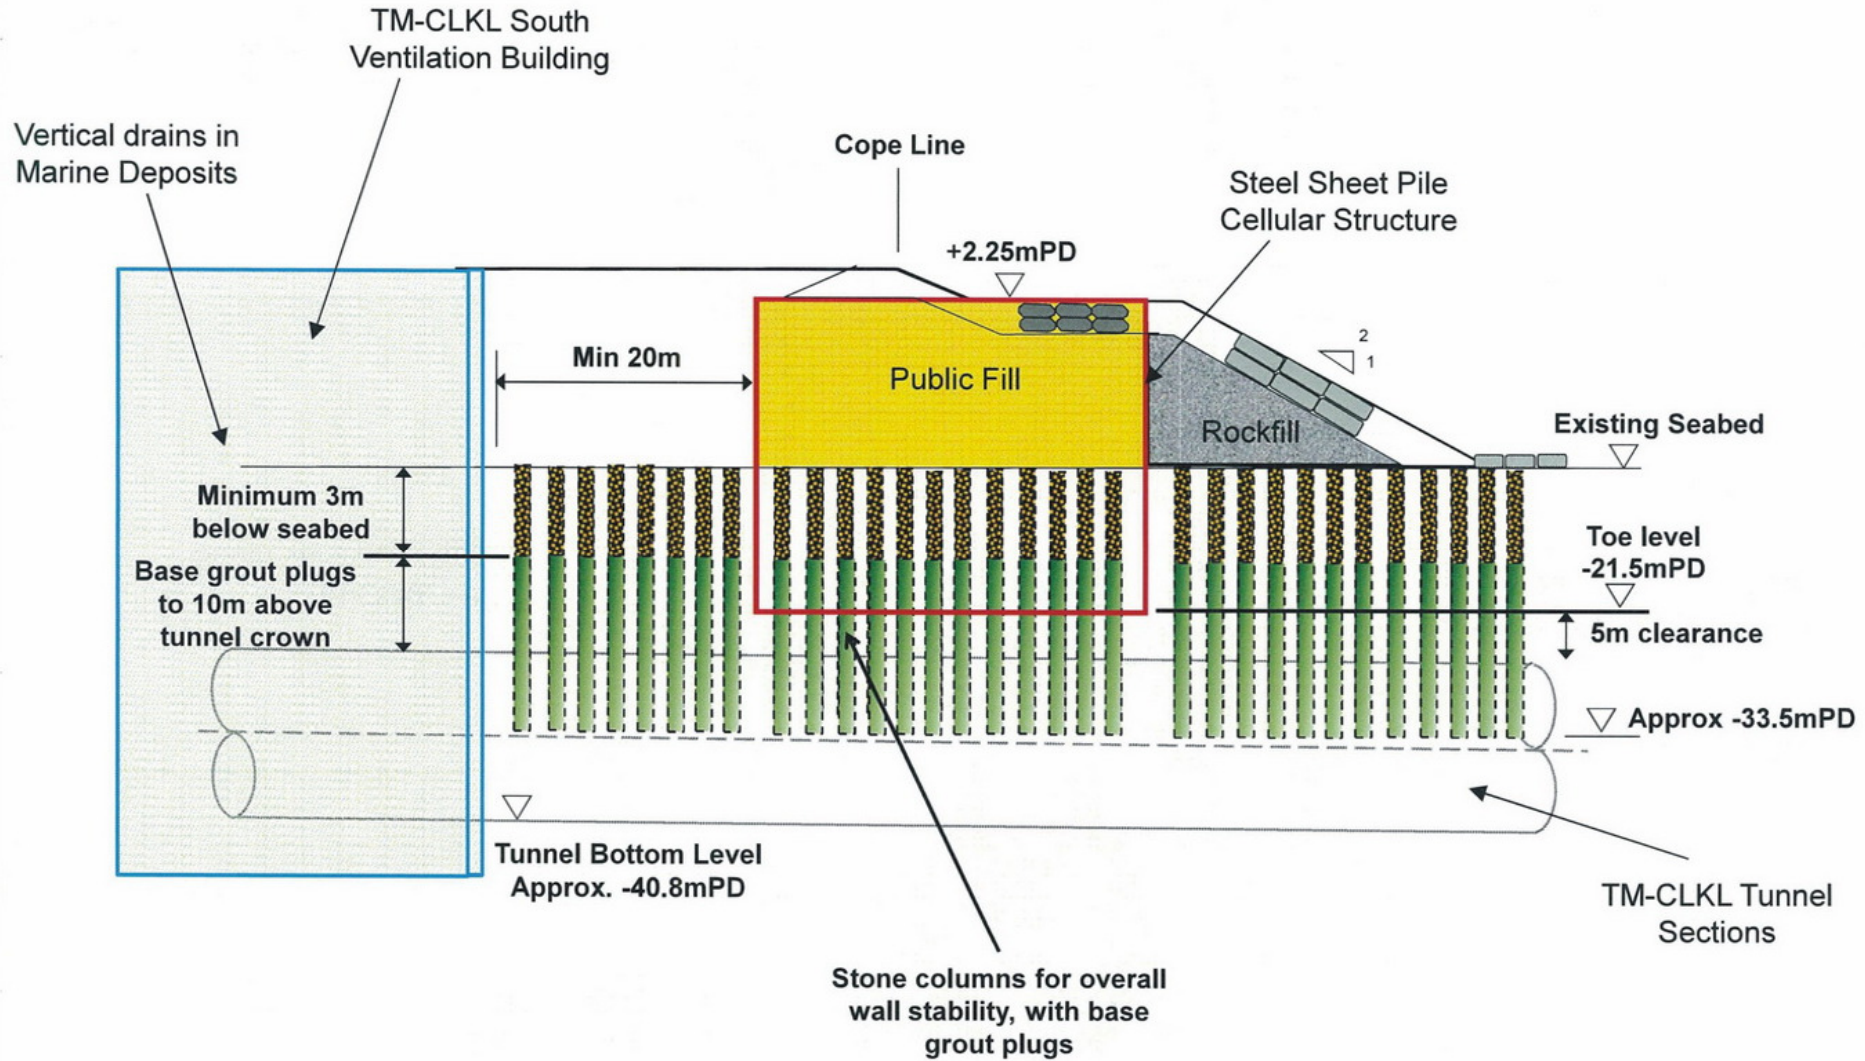 TM-CLKL South
Ventilation Building
Vertical drains in
Marine Deposits
Cope Line
Steel Sheet Pile
Cellular Structure
+2.25mPD
Min 20m
Public Fill
2
1
Rockfill
Existing Seabed
Minimum 3m
below seabed
Base grout plugs
to 10m above
tunnel crown
Toe level
-21.5mPD
5m clearance
Approx -33.5mPD
Tunnel Bottom Level
Approx. -40.8mPD
TM-CLKL Tunnel
Sections
Stone columns for overall
wall stability, with base
grout plugs